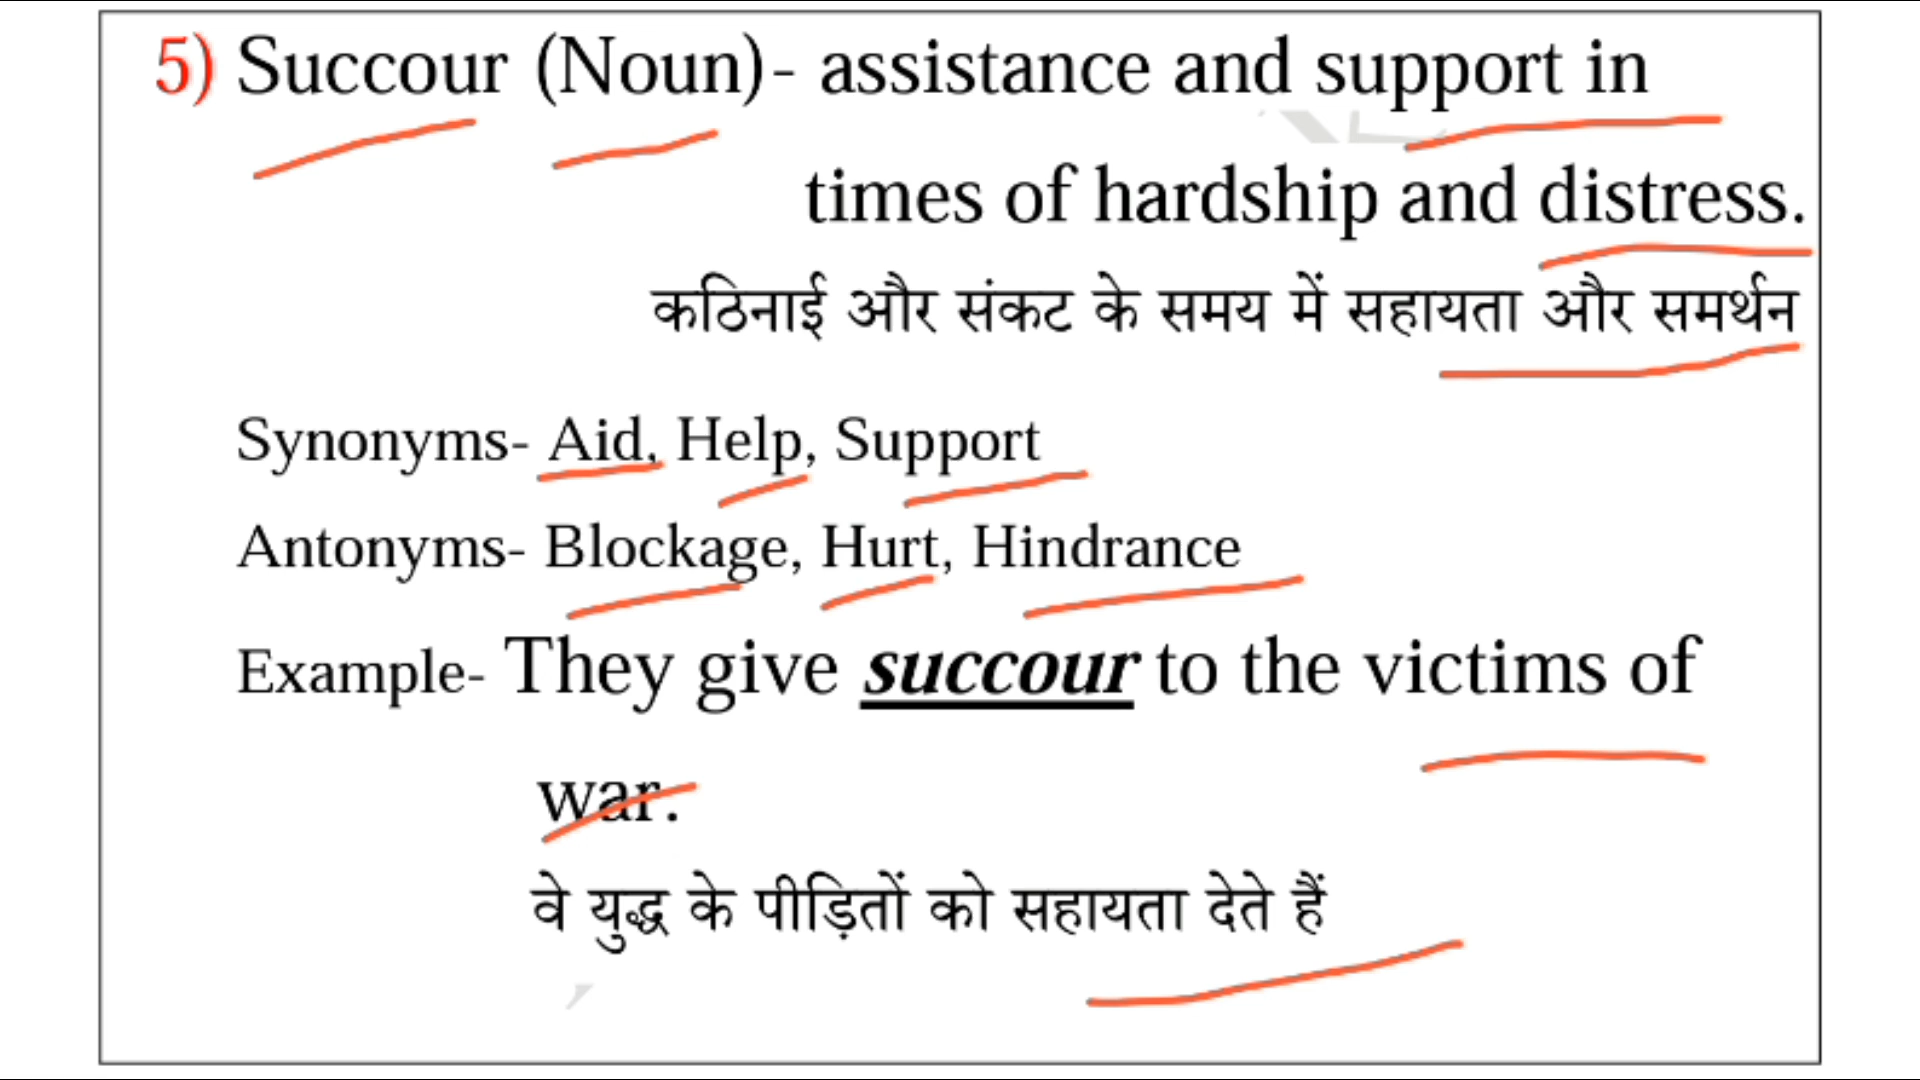 5) Succour (Noun)- assistance and support in
times of hardship and distress.
कठिनाई और संकट के समय में सहायता और समर्थन
Synonyms- Aid, Help, Support
Antonyms- Blockage, Hurt, Hindrance
Example- They give succour to the victims of
war.
वे युद्ध के पीड़ितों को सहायता देते हैं